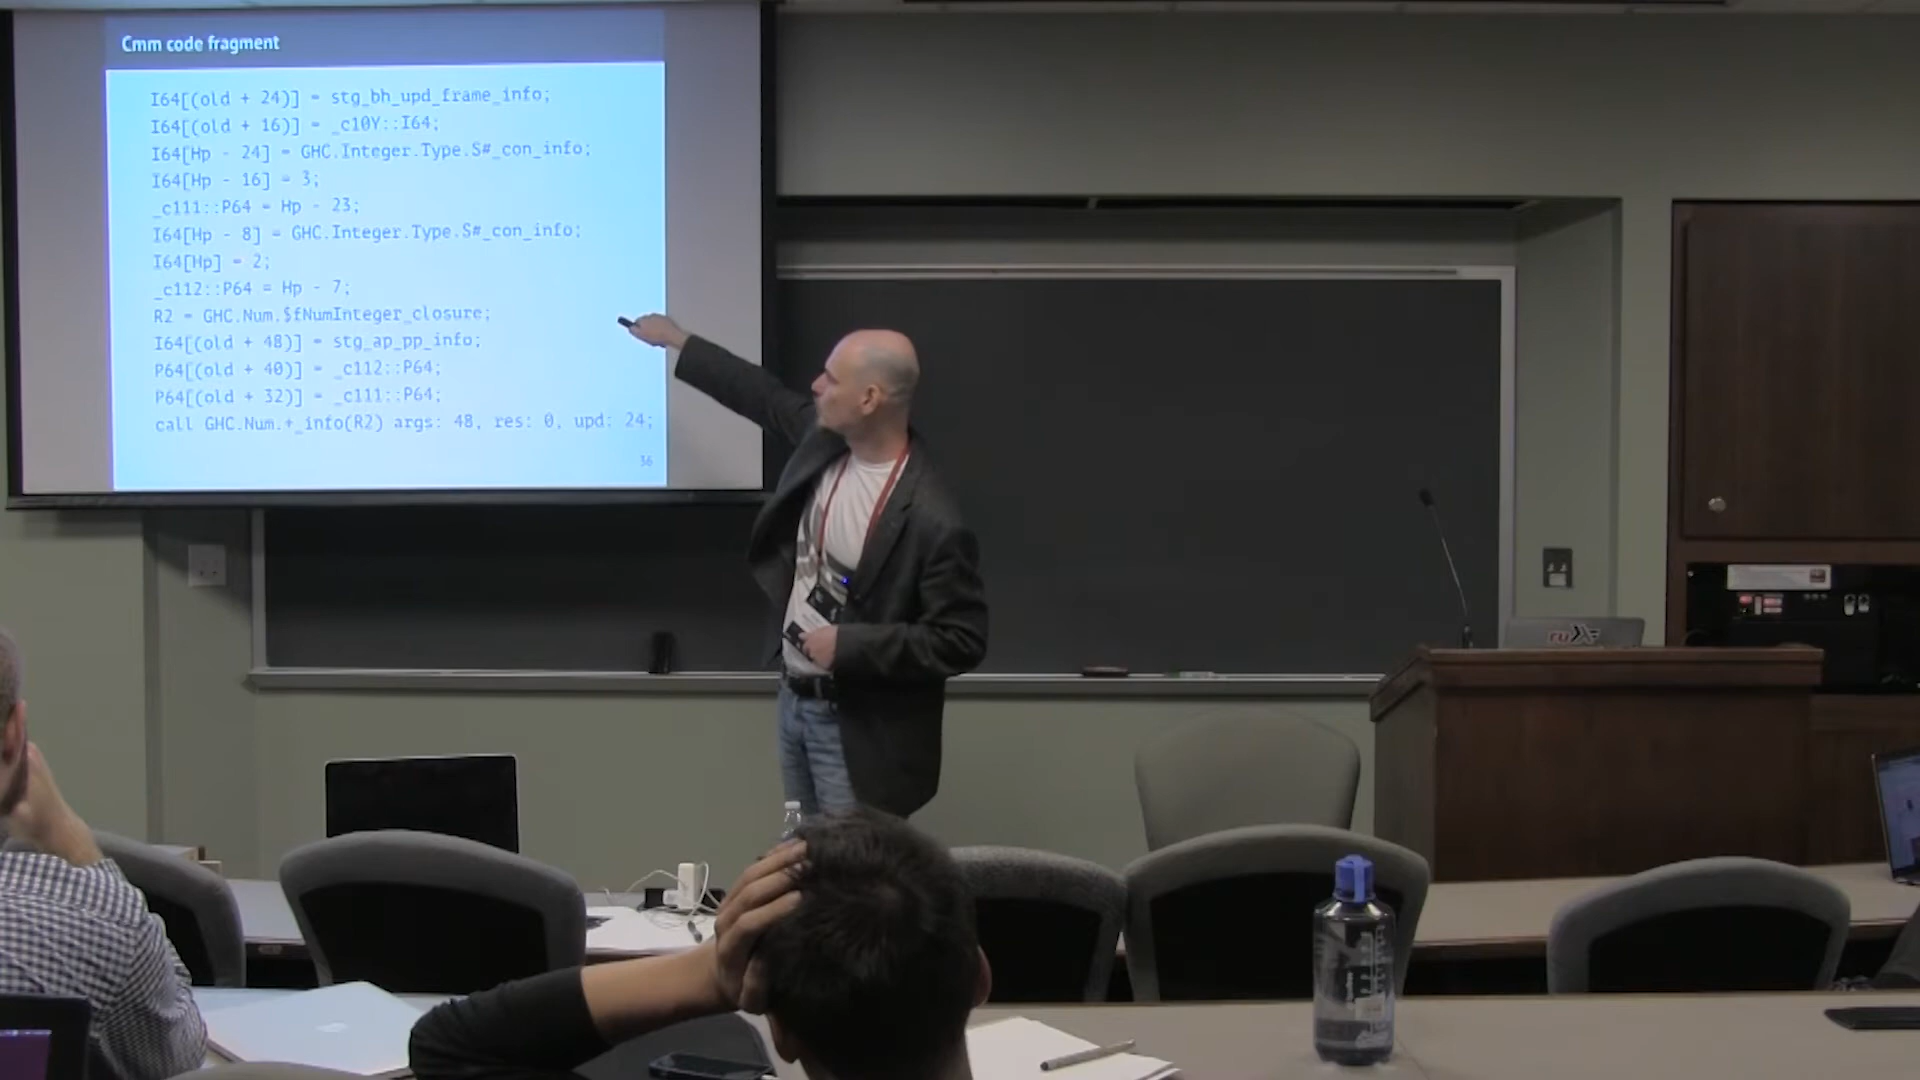 Cmm code fragment
I64[(old + 24)] = stg_bh_upd_frame_info;
I64[(old + 16)] = _c10Y::I64;
I64[Hp - 24] = GHC.Integer.Type.S#_con_info;
I64[Hp - 16] = 3;
_c111::P64 = Hp - 23;
I64[Hp - 8] = GHC.Integer.Type.S#_con_info;
I64[Hp] = 2;
_c112::P64 = Hp - 7;
R2 = GHC.Num.$fNumInteger_closure;
I64[(old + 48)] = stg_ap_pp_info;
P64[(old + 40)] = _c112::P64;
P64[(old + 32)] = _c111::P64;
call GHC.Num.+_info(R2) args: 48, res: 0, upd: 24;
36